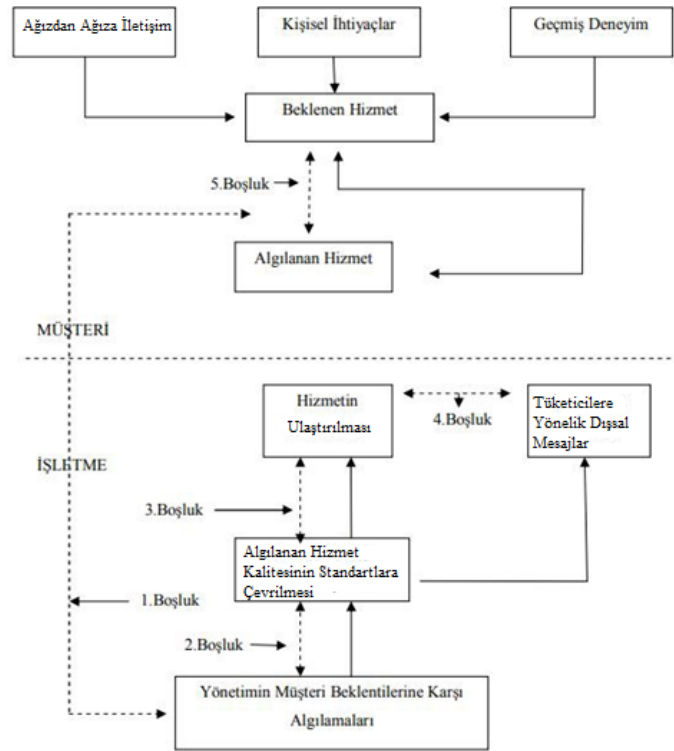 Ağızdan Ağıza İletişim
Kişisel İhtiyaçlar
Geçmiş Deneyim
Beklenen Hizmet
5.Boşluk
Algılanan Hizmet
MÜŞTERİ
Hizmetin
Ulaştırılması
4.Boşluk
Tüketicilere
Yönelik Dışsal
Mesajlar
İŞLETME
3.Boşluk
Algılanan Hizmet
Kalitesinin Standartlara
Çevrilmesi
1.Boşluk
2.Boşluk
Yönetimin Müşteri Beklentilerine Karşı
Algılamaları